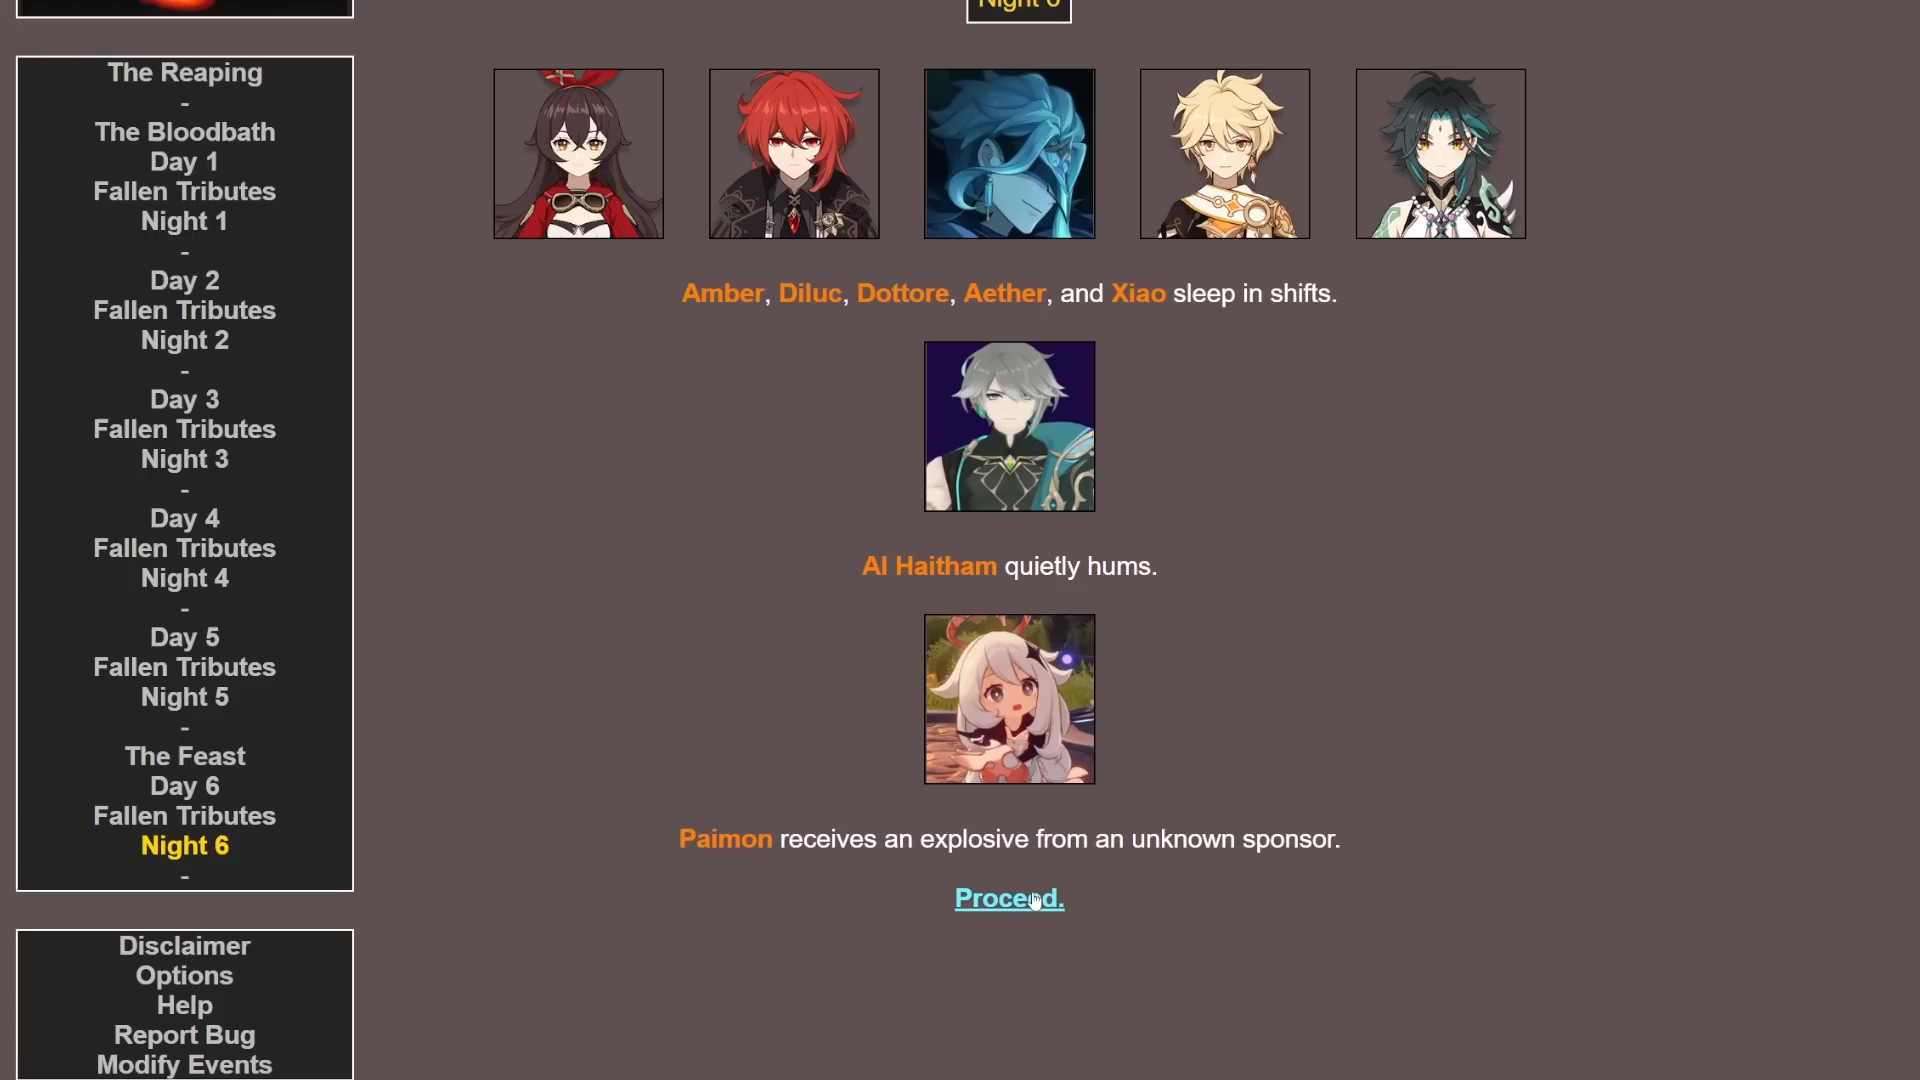 Night 6
The Reaping
-
The Bloodbath
Day 1
Fallen Tributes
Night 1
-
Day 2
Fallen Tributes
Night 2
-
Day 3
Fallen Tributes
Night 3
-
Day 4
Fallen Tributes
Night 4
-
Day 5
Fallen Tributes
Night 5
-
The Feast
Day 6
Fallen Tributes
Night 6
-
Disclaimer
Options
Help
Report Bug
Modify Events
Amber, Diluc, Dottore, Aether, and Xiao sleep in shifts.
Al Haitham quietly hums.
Paimon receives an explosive from an unknown sponsor.
Proceed.